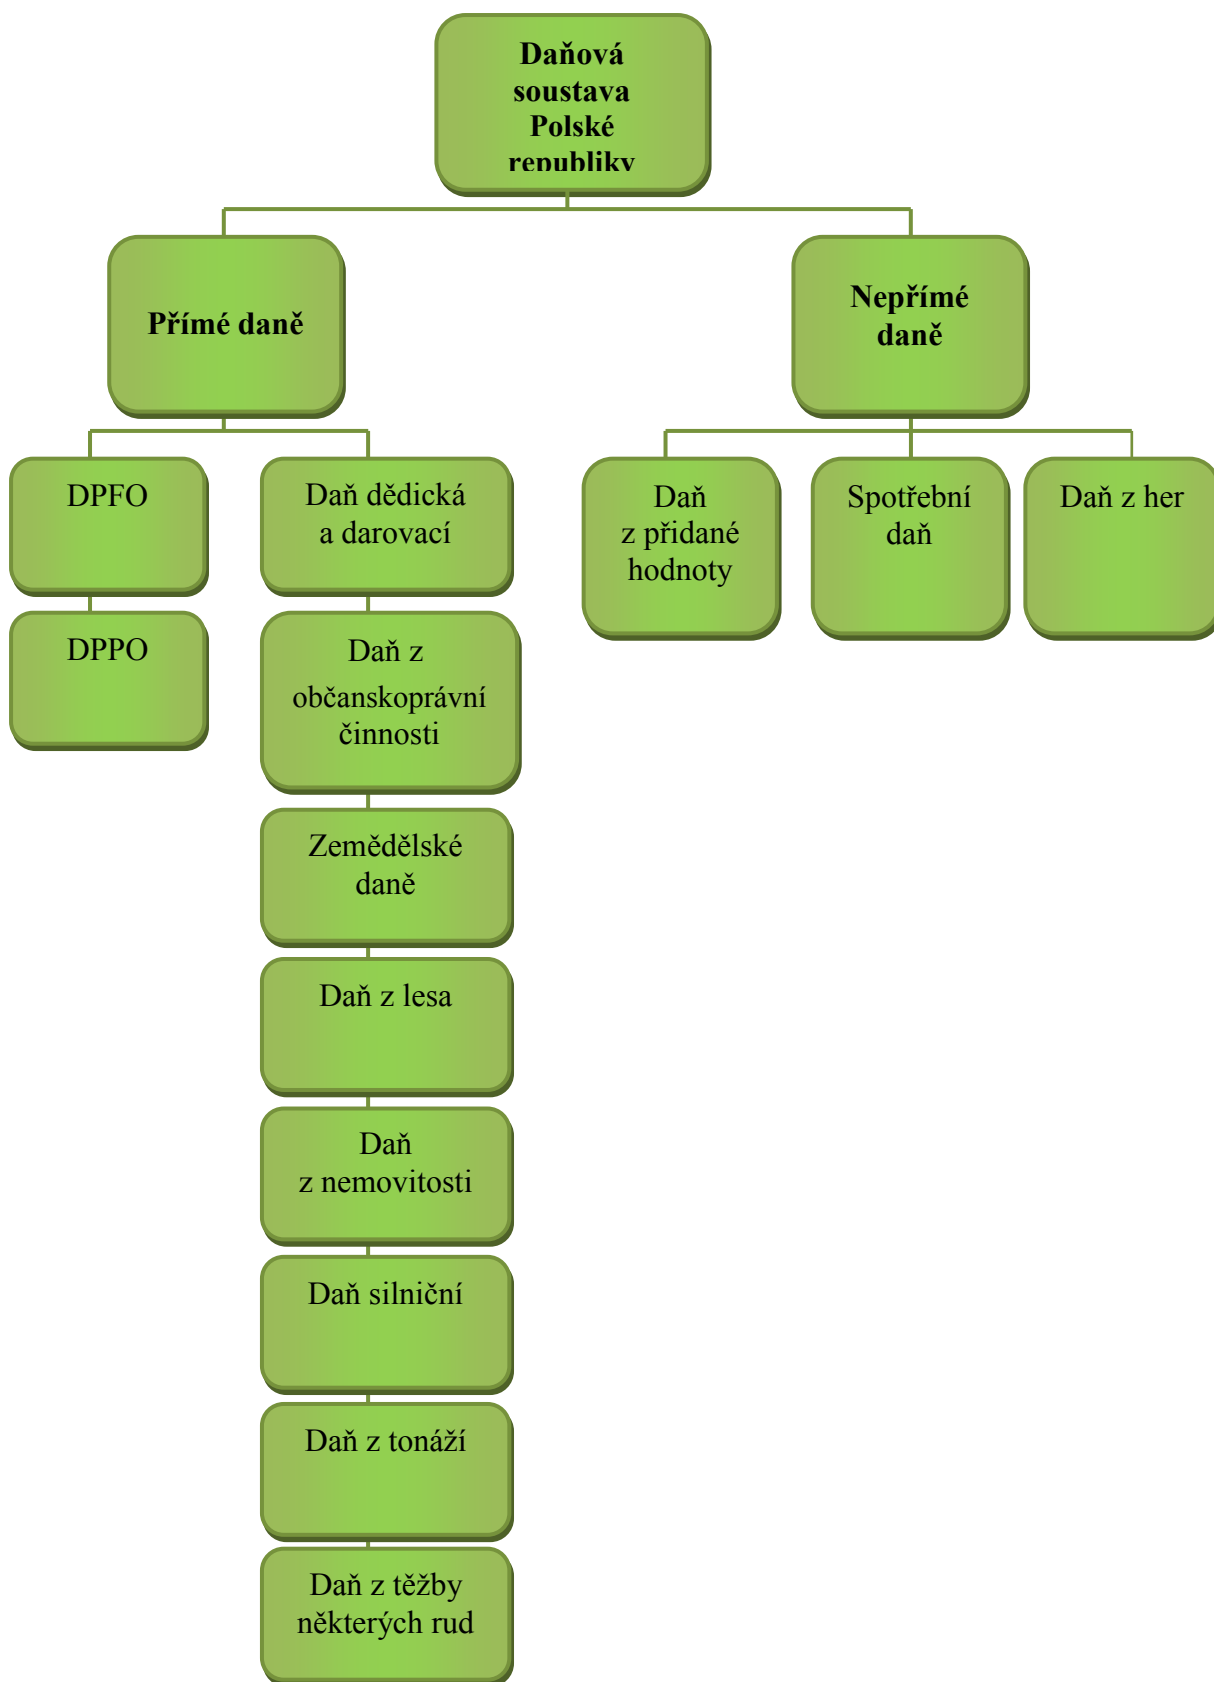 Daňová
soustava
Polské
republiky
Přímé daně
Nepřímé
daně
DPFO
DPPO
Daň dědická
a darovací
Daň z
občanskoprávní
činnosti
Zemědělské
daně
Daň z lesa
Daň
z nemovitosti
Daň silniční
Daň z tonáží
Daň z těžby
některých rud
Daň
z přidané
hodnoty
Spotřební
daň
Daň z her